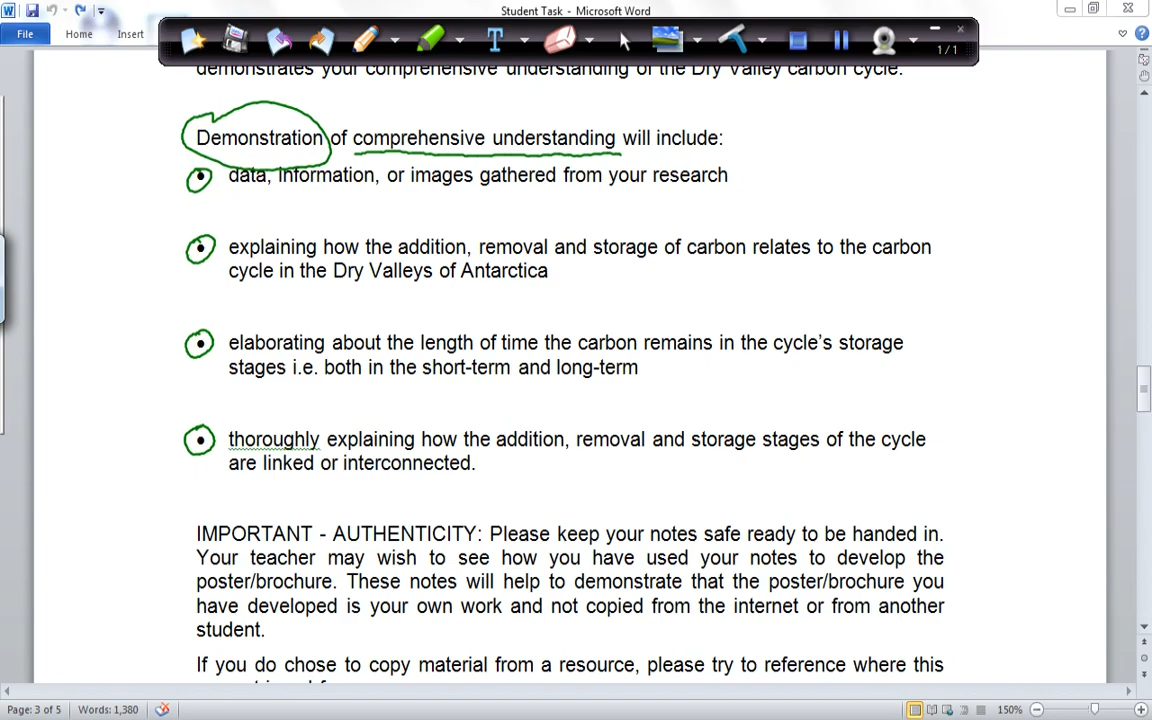 Student Task - Microsoft Word
File Home Insert
1/1
demonstrates your comprehensive understanding of the Dry Valley carbon cycle.
Demonstration of comprehensive understanding will include:
data, information, or images gathered from your research
explaining how the addition, removal and storage of carbon relates to the carbon
cycle in the Dry Valleys of Antarctica
elaborating about the length of time the carbon remains in the cycle's storage
stages i.e. both in the short-term and long-term
thoroughly explaining how the addition, removal and storage stages of the cycle
are linked or interconnected.
IMPORTANT - AUTHENTICITY: Please keep your notes safe ready to be handed in.
Your teacher may wish to see how you have used your notes to develop the
poster/brochure. These notes will help to demonstrate that the poster/brochure you
have developed is your own work and not copied from the internet or from another
student.
If you do chose to copy material from a resource, please try to reference where this
Page: 3 of 5 Words: 1,380 150%